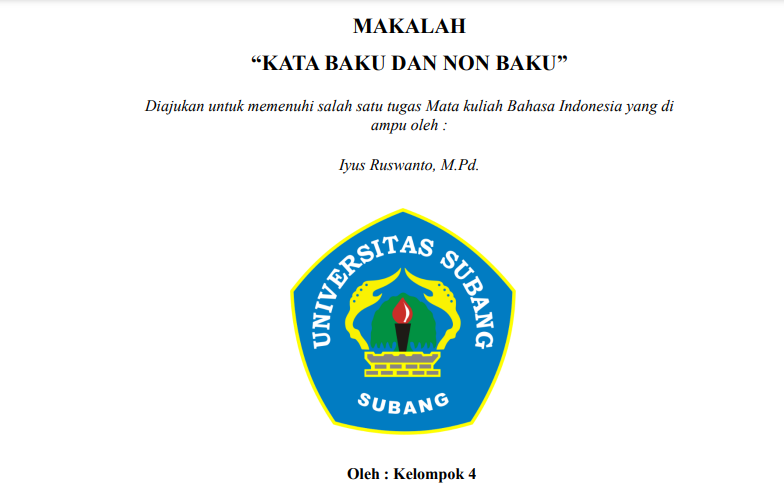 MAKALAH
“KATA BAKU DAN NON BAKU”
Diajukan untuk memenuhi salah satu tugas Mata kuliah Bahasa Indonesia yang di
ampu oleh :
Iyus Ruswanto, M.Pd.
UNIVERSITAS SUBANG
SUBANG
Oleh : Kelompok 4